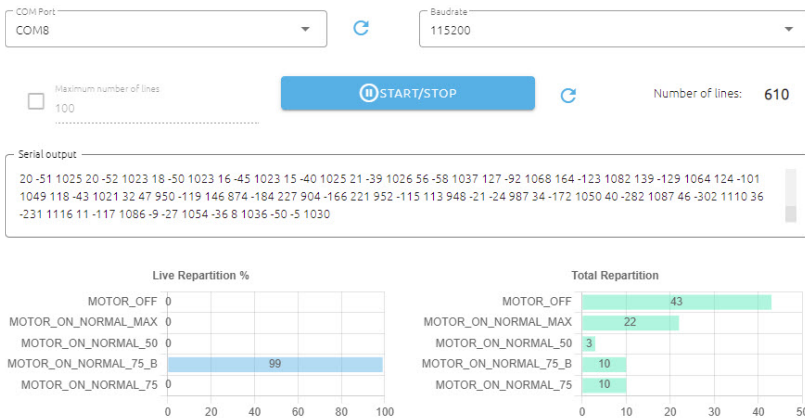 COM Port
COM8
Baudrate
115200
Maximum number of lines
100
START/STOP
Number of lines: 610
Serial output
20 -51 1025 20 -52 1023 18 -50 1023 16 -45 1023 15 -40 1025 21 -39 1026 56 -58 1037 127 -92 1068 164 -123 1082 139 -129 1064 124 -101
1049 118 -43 1021 32 47 950 -119 146 874 -184 227 904 -166 221 952 -115 113 948 -21 -24 987 34 -172 1050 40 -282 1087 46 -302 1110 36
-231 1116 11 -117 1086 -9 -27 1054 -36 8 1036 -50 -5 1030
Live Repartition %
MOTOR_OFF 0
MOTOR_ON_NORMAL_MAX 0
MOTOR_ON_NORMAL_50 0
MOTOR_ON_NORMAL_75_B 99
MOTOR_ON_NORMAL_75 0
0 20 40 60 80 100
Total Repartition
MOTOR_OFF 43
MOTOR_ON_NORMAL_MAX 22
MOTOR_ON_NORMAL_50 3
MOTOR_ON_NORMAL_75_B 10
MOTOR_ON_NORMAL_75 10
0 10 20 30 40 50